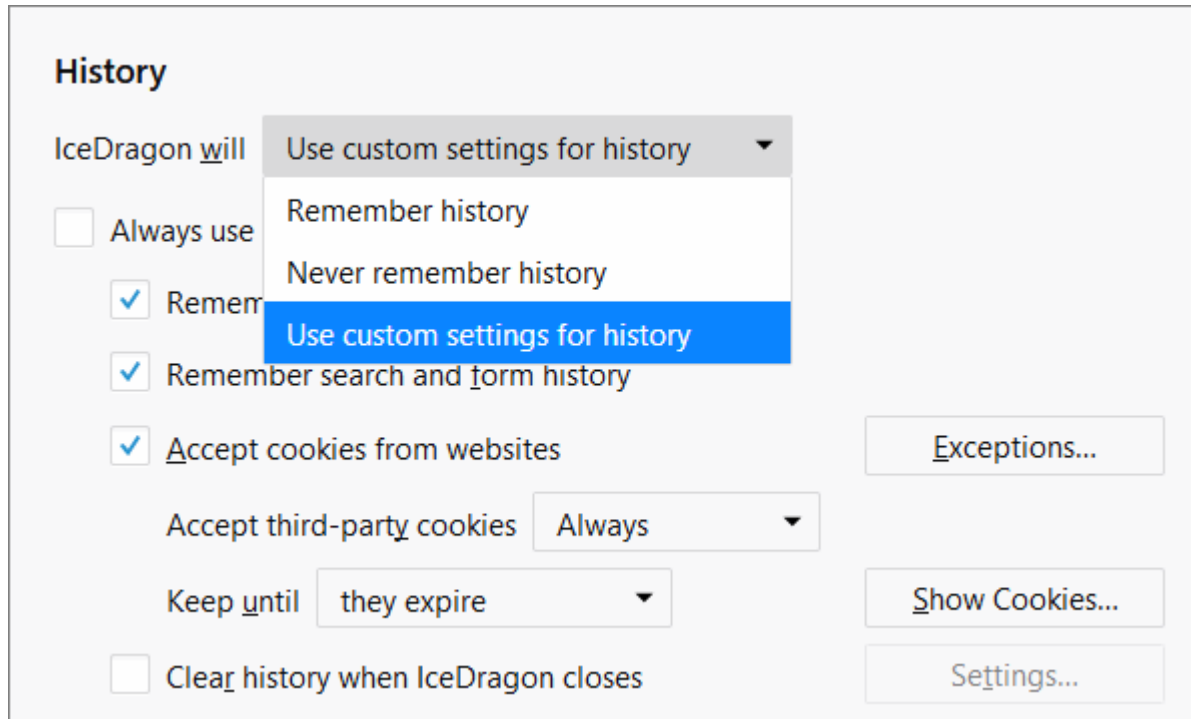 History
IceDragon will Use custom settings for history
Remember history
Always use
Never remember history
Use custom settings for history
Remember search and form history
Accept cookies from websites Exceptions...
Accept third-party cookies Always
Keep until they expire Show Cookies...
Clear history when IceDragon closes Settings...